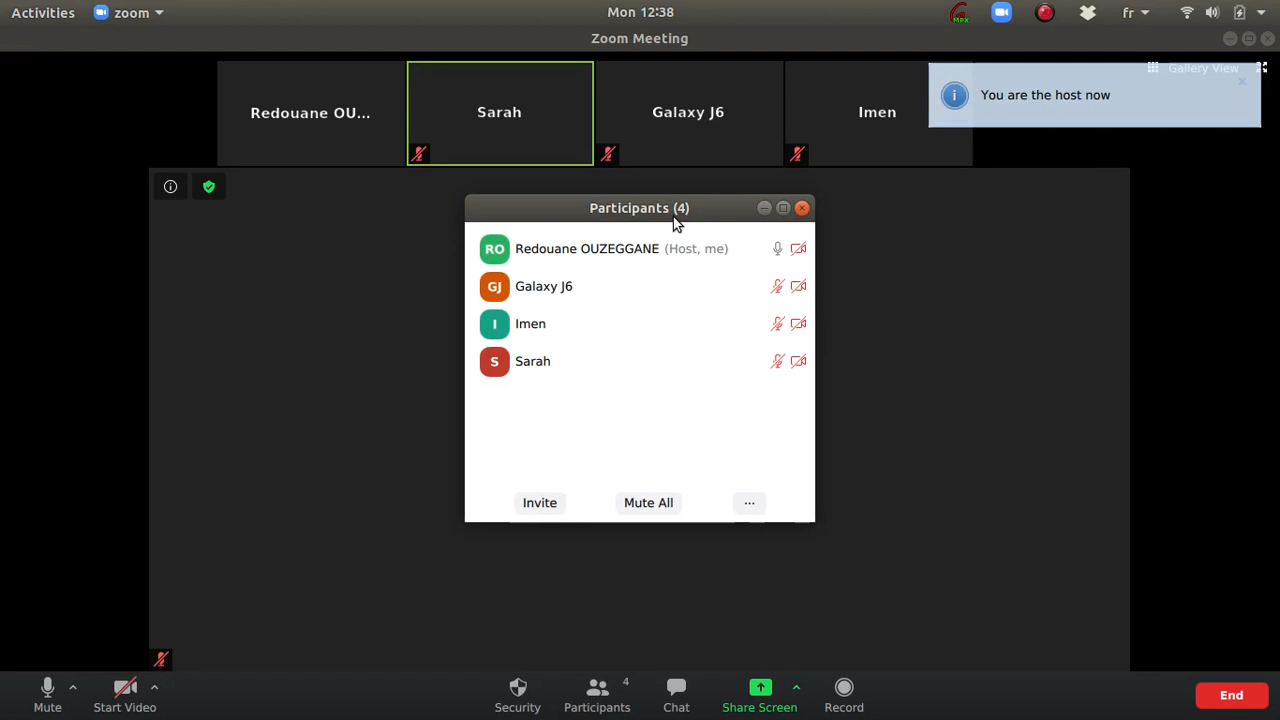 Activities zoom Mon 12:38 fr
Zoom Meeting
Gallery View
You are the host now
Redouane OU... Sarah Galaxy J6 Imen
Participants (4)
RO Redouane OUZEGGANE (Host, me)
GJ Galaxy J6
I Imen
S Sarah
Invite Mute All ...
4
Mute Start Video Security Participants Chat Share Screen Record End